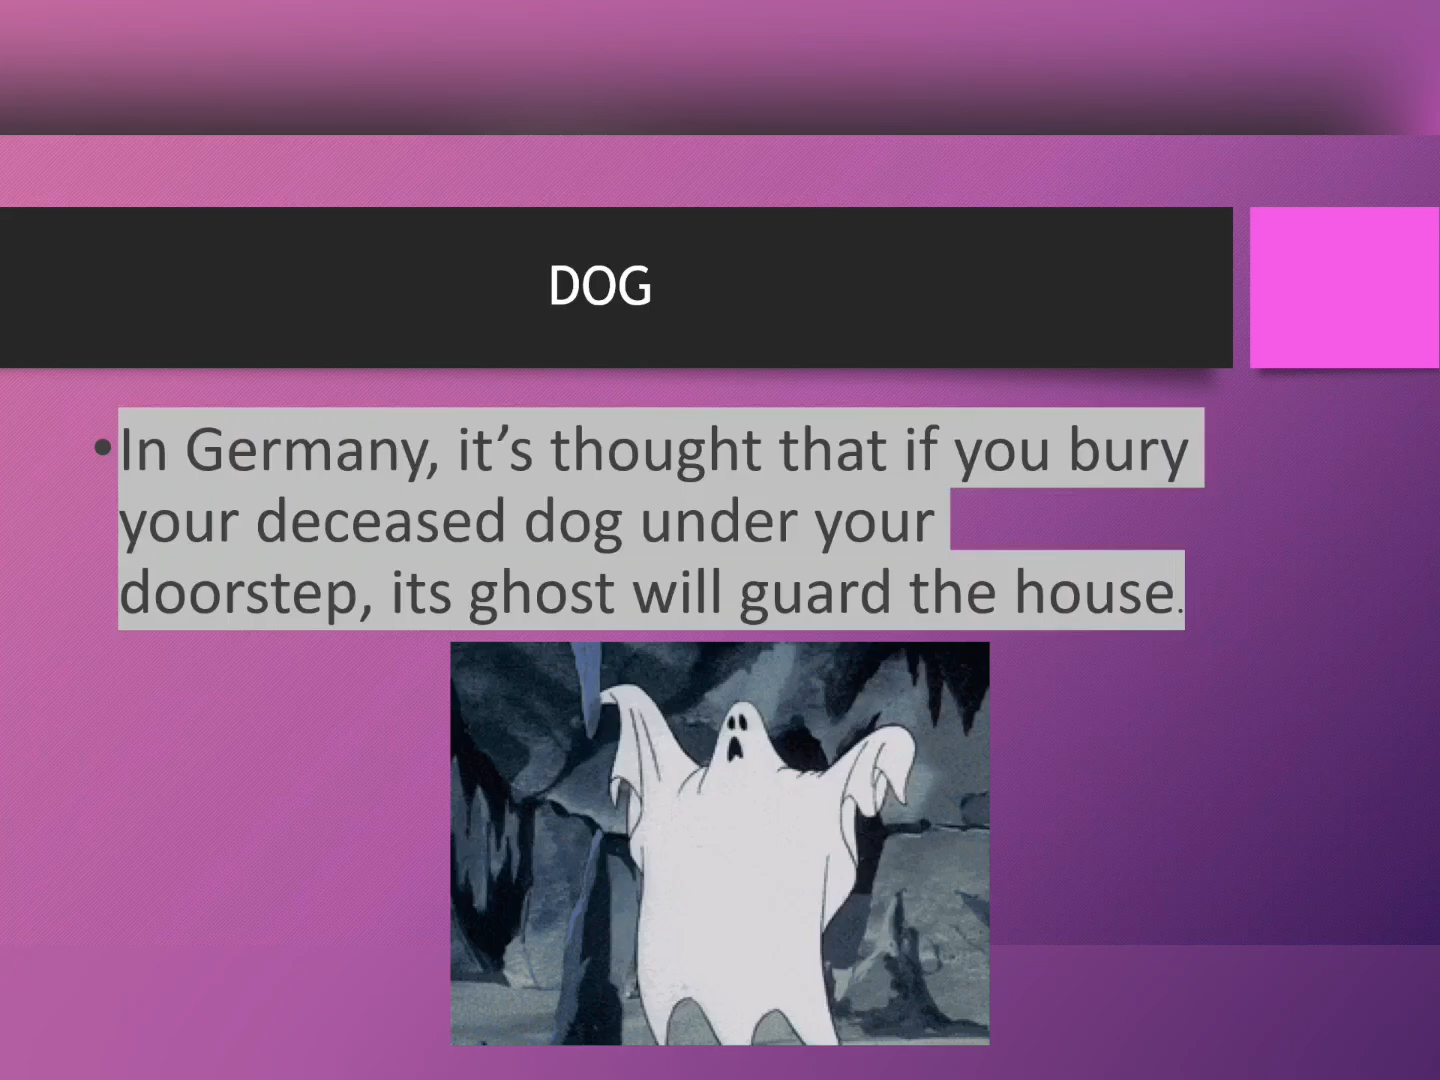 DOG
•In Germany, it’s thought that if you bury
your deceased dog under your
doorstep, its ghost will guard the house.